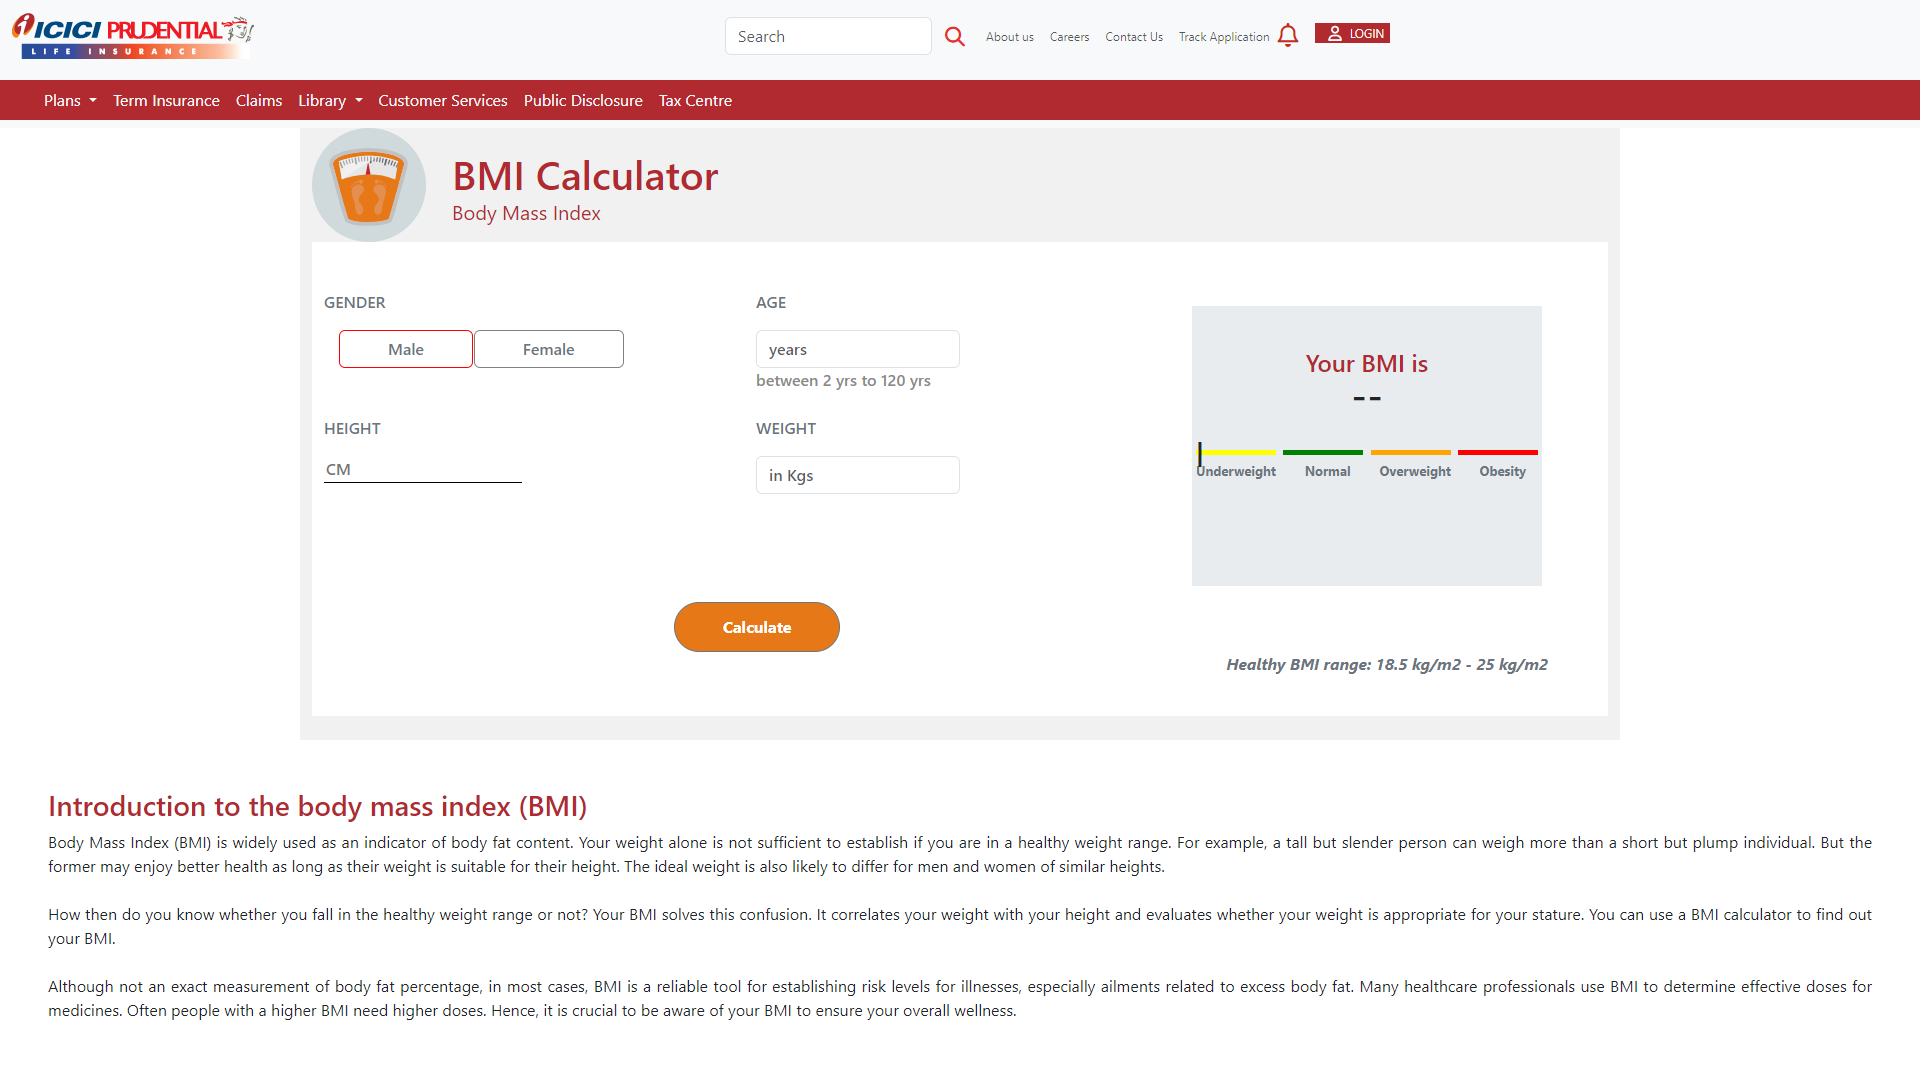 ICICI PRUDENTIAL
LIFE INSURANCE
Search
About us
Careers
Contact Us
Track Application
LOGIN
Plans
Term Insurance
Claims
Library
Customer Services
Public Disclosure
Tax Centre
BMI Calculator
Body Mass Index
GENDER
Male
Female
AGE
years
between 2 yrs to 120 yrs
HEIGHT
CM
WEIGHT
in Kgs
Calculate
Your BMI is
--
Underweight
Normal
Overweight
Obesity
Healthy BMI range: 18.5 kg/m2 - 25 kg/m2
Introduction to the body mass index (BMI)
Body Mass Index (BMI) is widely used as an indicator of body fat content. Your weight alone is not sufficient to establish if you are in a healthy weight range. For example, a tall but slender person can weigh more than a short but plump individual. But the
former may enjoy better health as long as their weight is suitable for their height. The ideal weight is also likely to differ for men and women of similar heights.
How then do you know whether you fall in the healthy weight range or not? Your BMI solves this confusion. It correlates your weight with your height and evaluates whether your weight is appropriate for your stature. You can use a BMI calculator to find out
your BMI.
Although not an exact measurement of body fat percentage, in most cases, BMI is a reliable tool for establishing risk levels for illnesses, especially ailments related to excess body fat. Many healthcare professionals use BMI to determine effective doses for
medicines. Often people with a higher BMI need higher doses. Hence, it is crucial to be aware of your BMI to ensure your overall wellness.